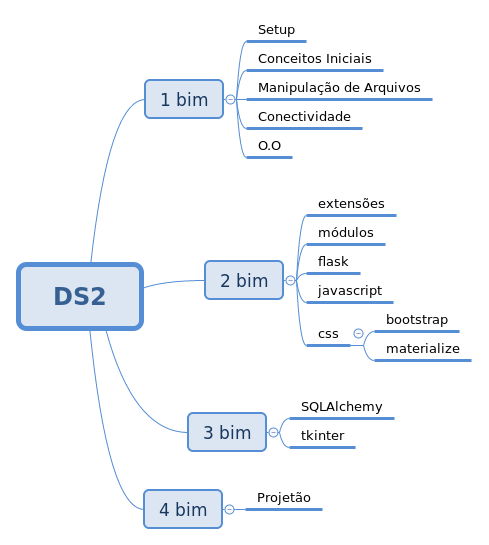 DS2
1 bim
Setup
Conceitos Iniciais
Manipulação de Arquivos
Conectividade
O.O
2 bim
extensões
módulos
flask
javascript
css
bootstrap
materialize
3 bim
SQLAlchemy
tkinter
4 bim
Projetão